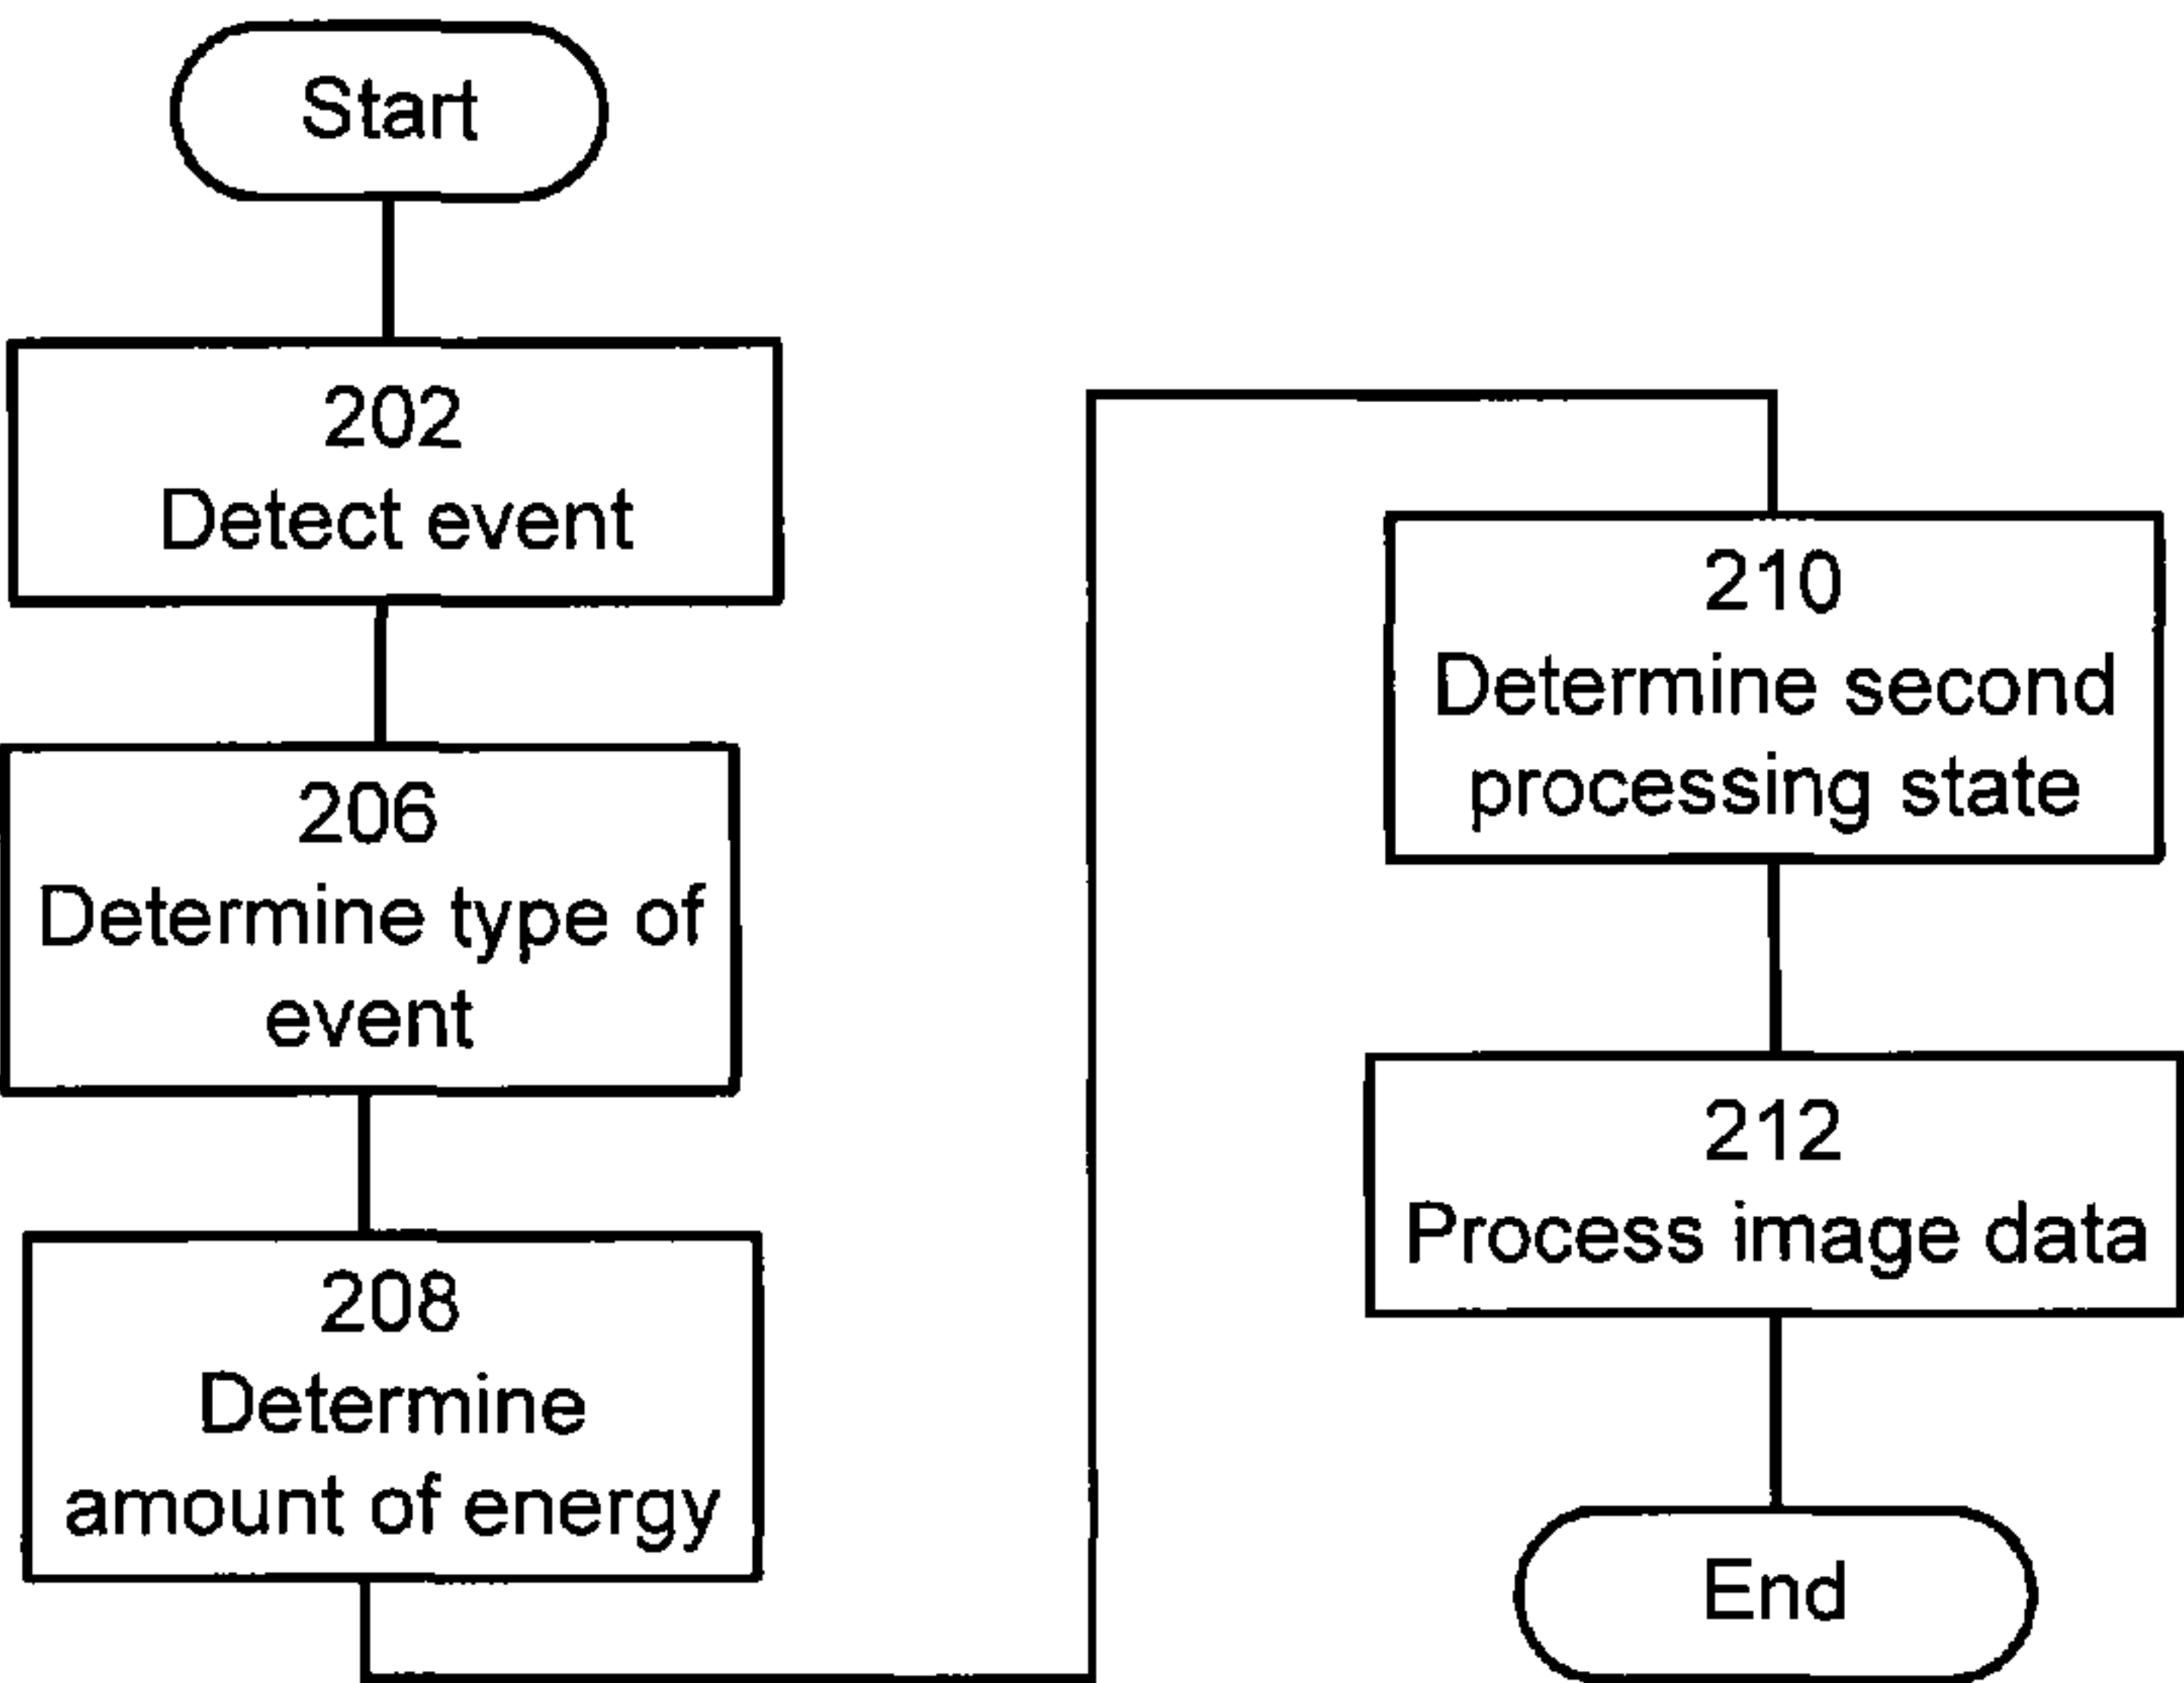 Start
202
Detect event
206
Determine type of
event
208
Determine
amount of energy
210
Determine second
processing state
212
Process image data
End